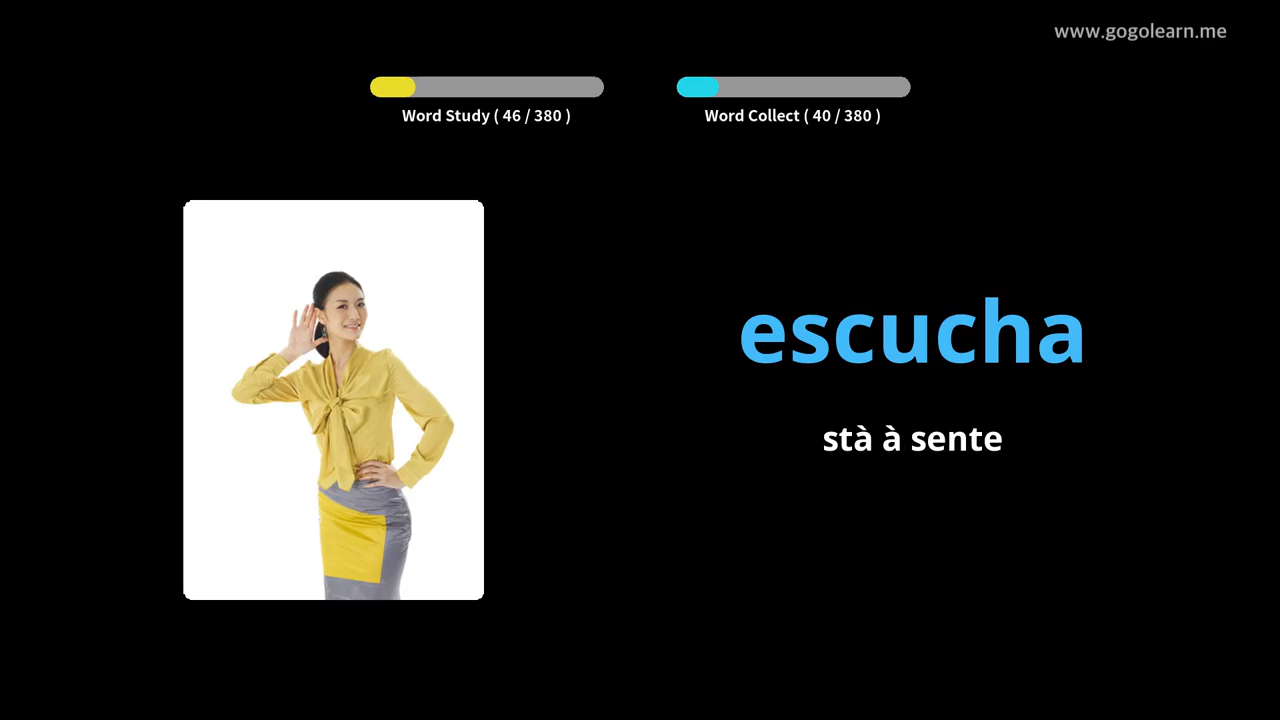 www.gogolearn.me
Word Study ( 46 / 380 )
Word Collect ( 40 / 380 )
escucha
stà à sente